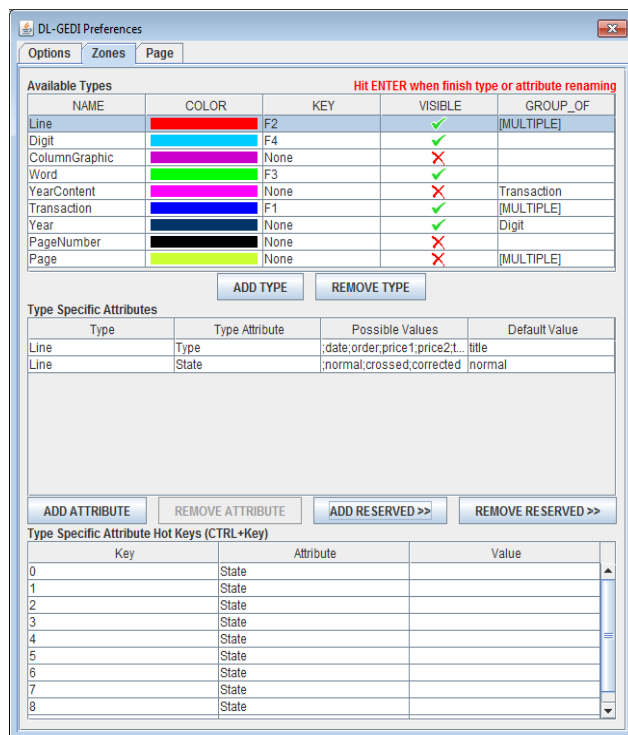 DL-GEDI Preferences
Options Zones Page
Available Types Hit ENTER when finish type or attribute renaming
NAME COLOR KEY VISIBLE GROUP_OF
Line F2 [MULTIPLE]
Digit F4
ColumnGraphic None
Word F3
YearContent None Transaction
Transaction F1 [MULTIPLE]
Year None Digit
PageNumber None
Page None [MULTIPLE]
ADD TYPE REMOVE TYPE
Type Specific Attributes
Type Type Attribute Possible Values Default Value
Line Type ;date;order;price1;price2;t... title
Line State ;normal;crossed;corrected normal
ADD ATTRIBUTE REMOVE ATTRIBUTE ADD RESERVED >> REMOVE RESERVED >>
Type Specific Attribute Hot Keys (CTRL+Key)
Key Attribute Value
0 State
1 State
2 State
3 State
4 State
5 State
6 State
7 State
8 State